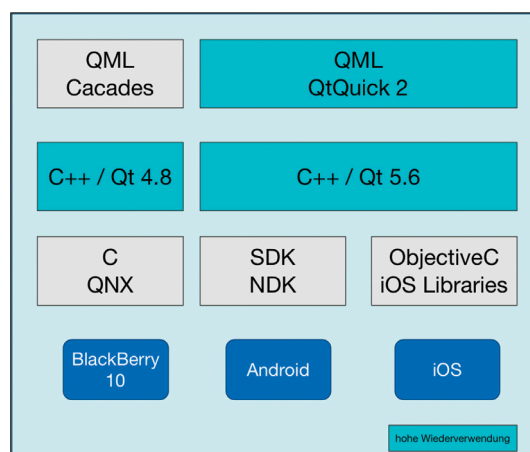 QML
Cacades
QML
QtQuick 2
C++ / Qt 4.8
C++ / Qt 5.6
C
QNX
SDK
NDK
ObjectiveC
iOS Libraries
BlackBerry
10
Android
iOS
hohe Wiederverwendung